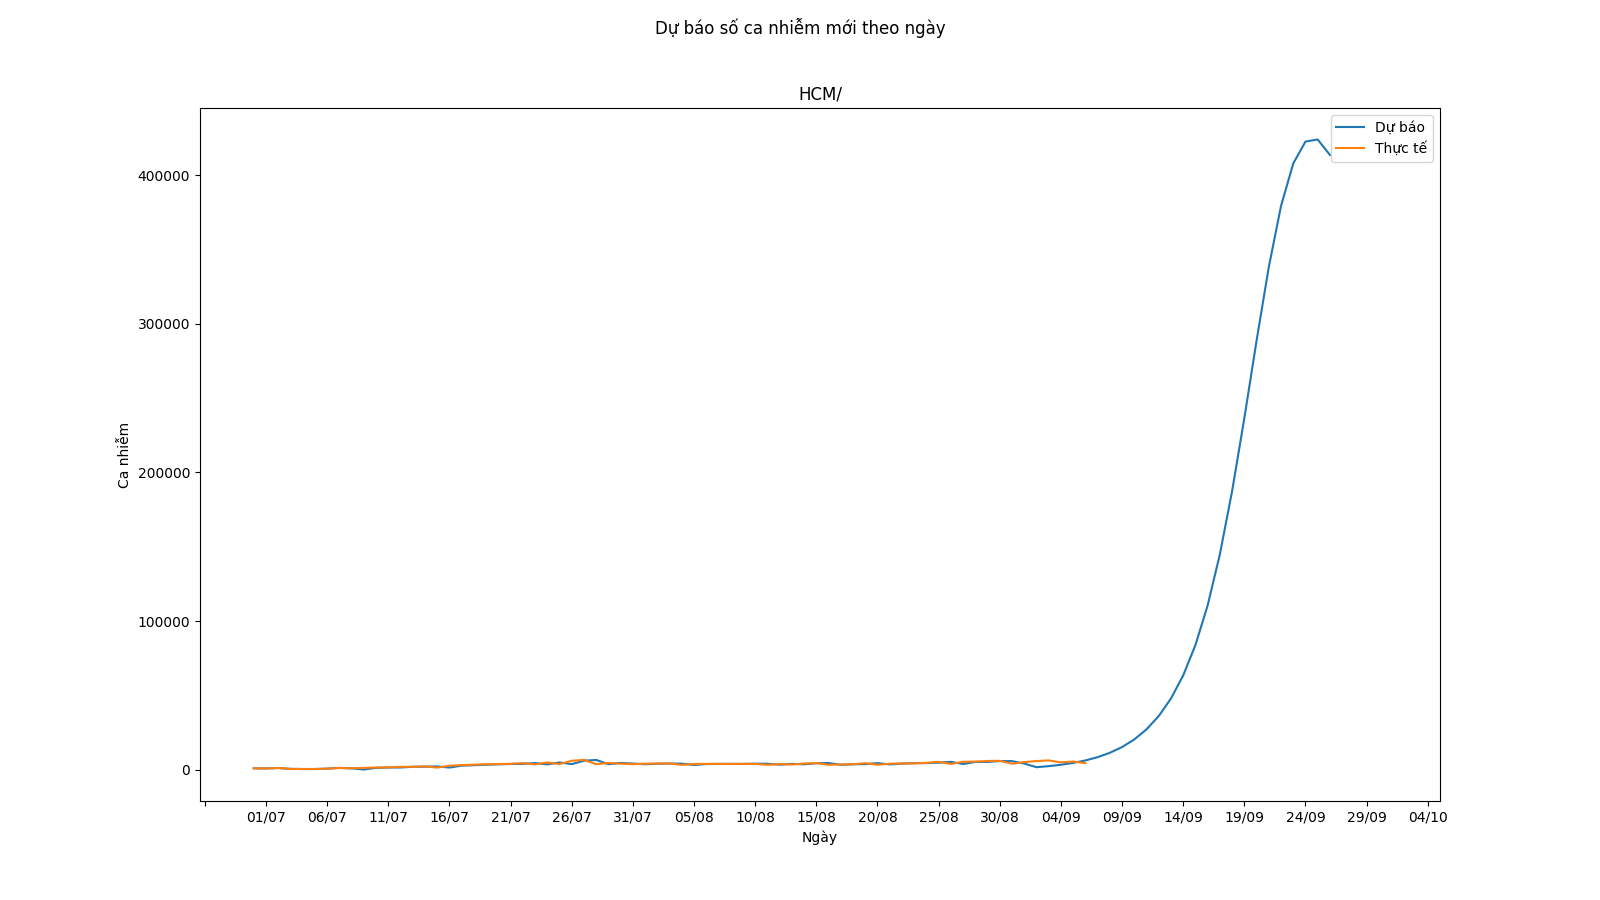 Dự báo số ca nhiễm mới theo ngày
HCM/
Dự báo
Thực tế
Ca nhiễm
400000
300000
200000
100000
0
01/07 06/07 11/07 16/07 21/07 26/07 31/07 05/08 10/08 15/08 20/08 25/08 30/08 04/09 09/09 14/09 19/09 24/09 29/09 04/10
Ngày